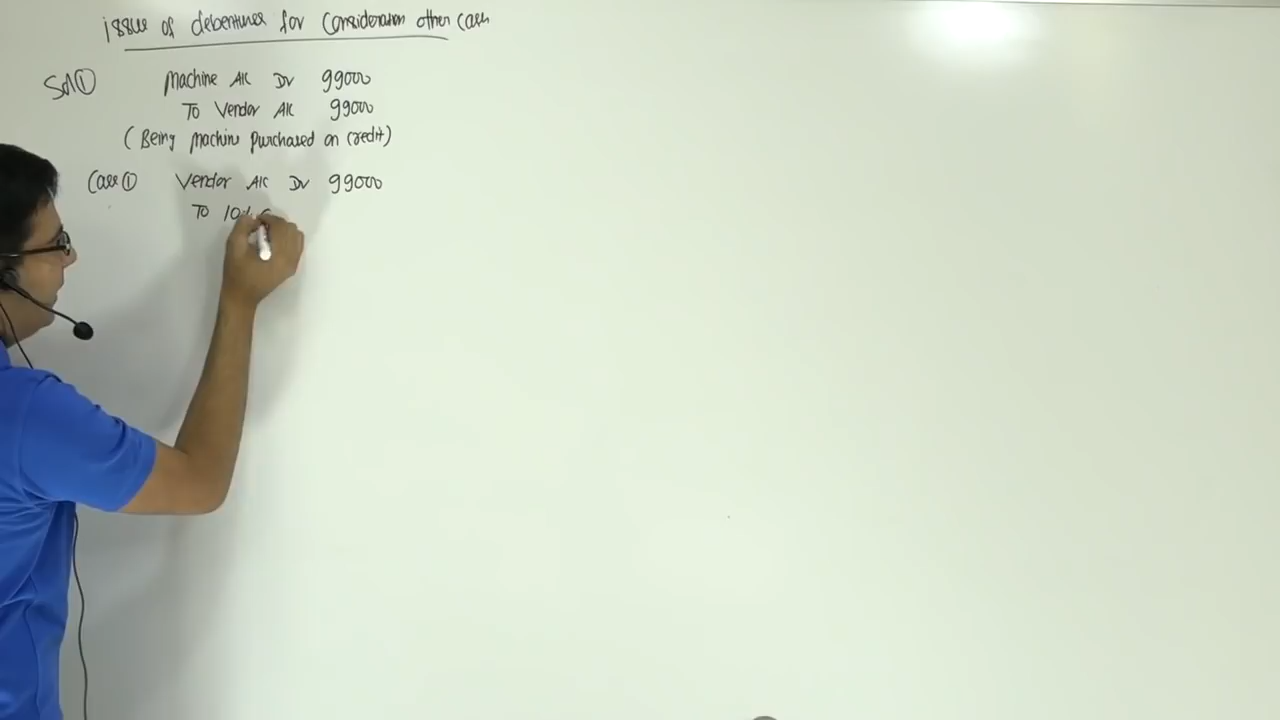 issue of debentures for Consideration other cash
Sol① Machine A/c Dr 99000
To Vendor A/c 99000
(Being machine purchased on credit)
Case① Vendor A/c Dr 99000
To 10%